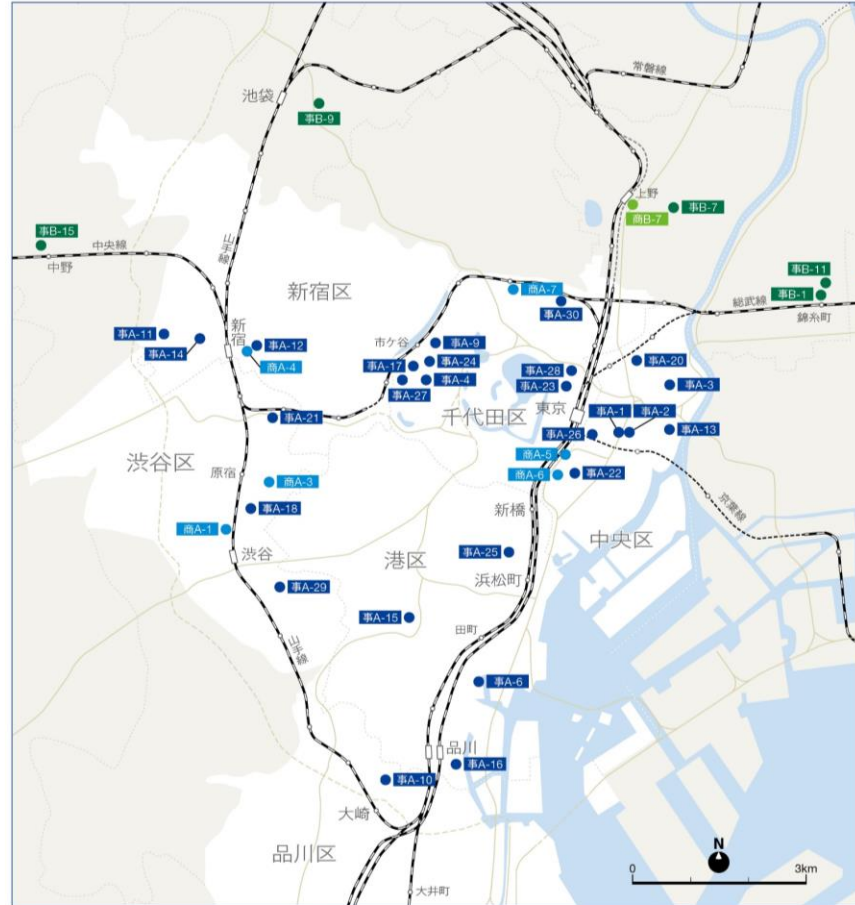 常磐線
池袋
事B-9
上野
商B-7
事B-7
事B-15
中央線
中野
山手線
新宿区
商A-7
事A-30
事B-11
事B-1
総武線
錦糸町
事A-11
事A-14
新宿
事A-12
商A-4
市ケ谷
事A-9
事A-17
事A-24
事A-27
事A-4
事A-28
事A-23
事A-20
事A-3
千代田区
東京
事A-1
事A-2
事A-13
事A-21
事A-26
商A-5
渋谷区
原宿
商A-3
商A-6
事A-22
事A-18
新橋
京葉線
商A-1
渋谷
港区
事A-25
中央区
浜松町
事A-29
事A-15
田町
山手線
事A-6
品川
事A-16
事A-10
大崎
品川区
大井町
N
0
3km